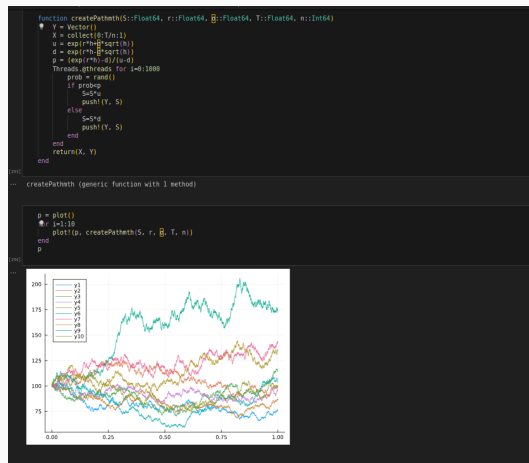 function createPathmth(S::Float64, r::Float64, σ::Float64, T::Float64, n::Int64)
Y = Vector()
X = collect(0:T/n:1)
u = exp(r*h+σ*sqrt(h))
d = exp(r*h-σ*sqrt(h))
p = (exp(r*h)-d)/(u-d)
Threads.@threads for i=0:1000
prob = rand()
if prob<p
S=S*u
push!(Y, S)
else
S=S*d
push!(Y, S)
end
end
return(X, Y)
end
... createPathmth (generic function with 1 method)
p = plot()
for i=1:10
plot!(p, createPathmth(S, r, σ, T, n))
end
p
...
200
175
150
125
100
75
y1
y2
y3
y4
y5
y6
y7
y8
y9
y10
0.00 0.25 0.50 0.75 1.00